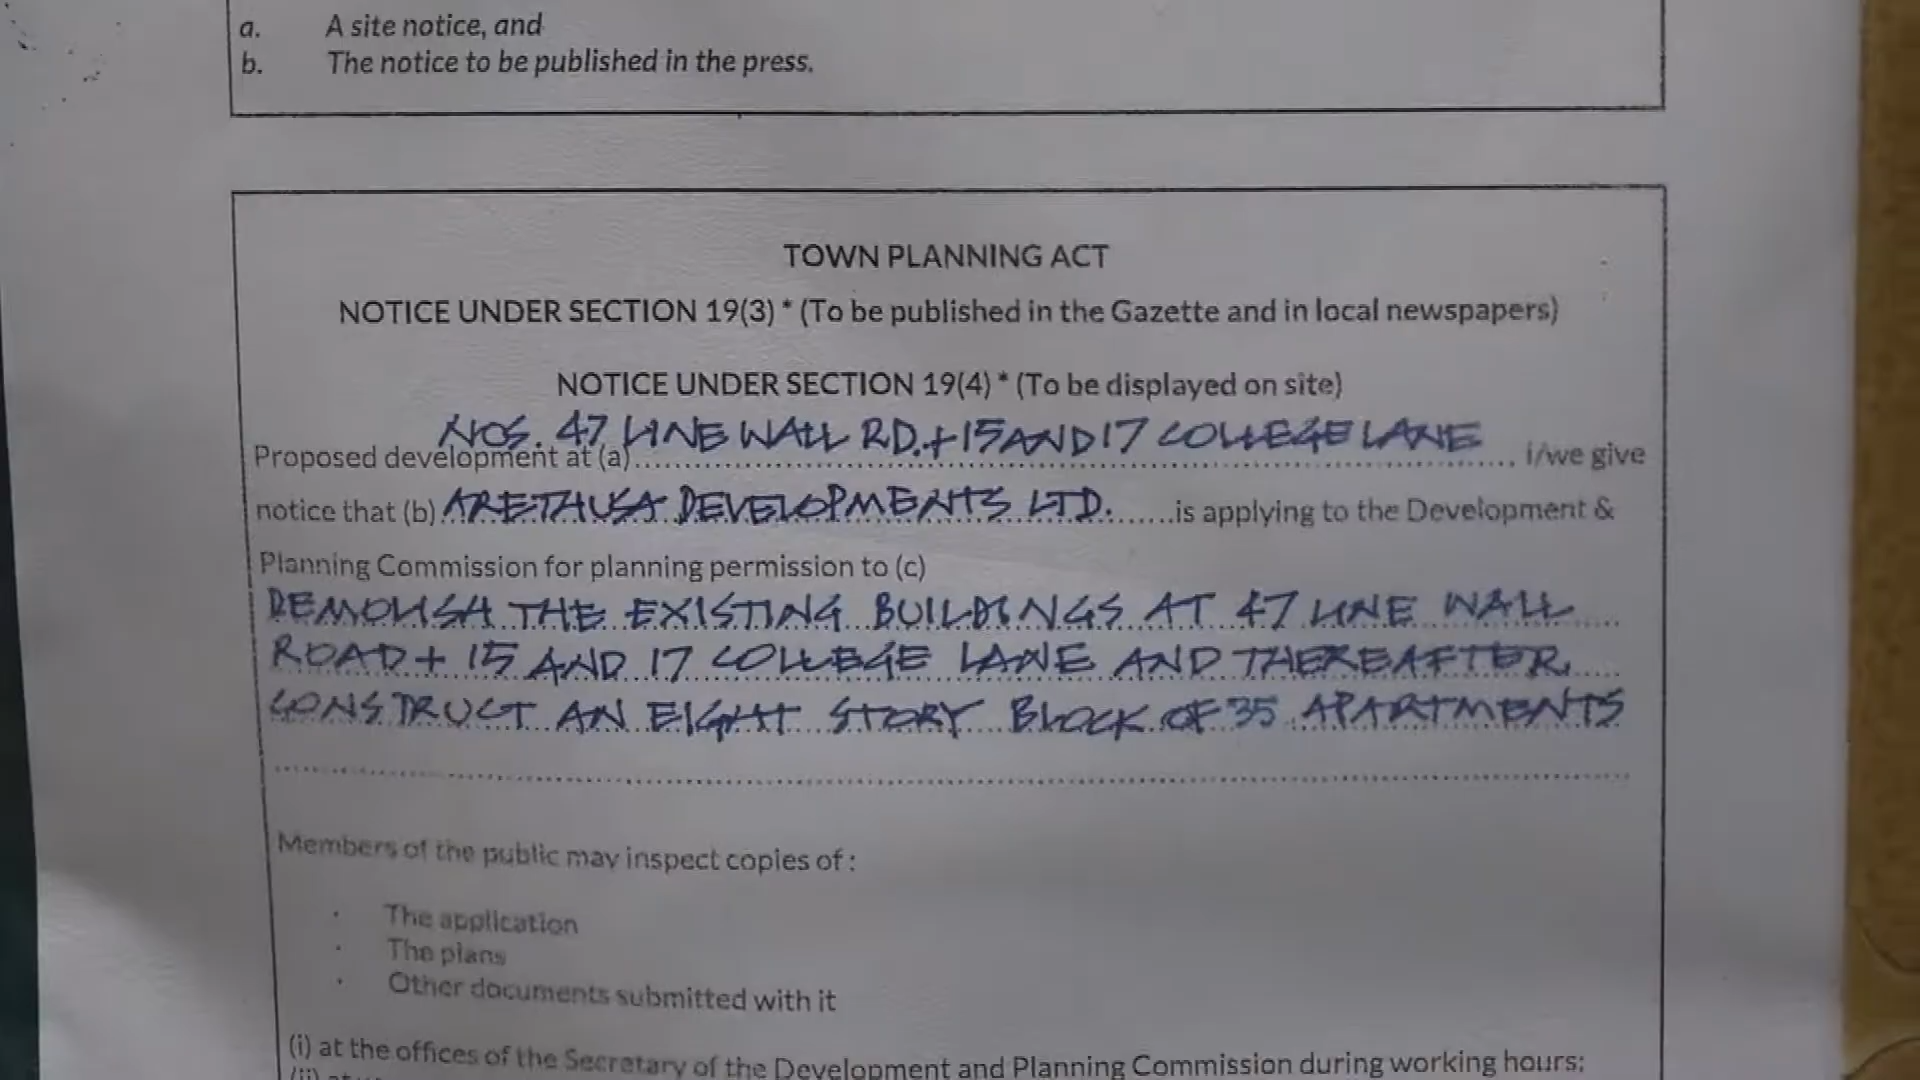 a. A site notice, and
b. The notice to be published in the press.
TOWN PLANNING ACT
NOTICE UNDER SECTION 19(3) * (To be published in the Gazette and in local newspapers)
NOTICE UNDER SECTION 19(4) * (To be displayed on site)
Proposed development at (a) NOS. 47 LINE WALL RD. + 15 AND 17 COLLEGE LANE i/we give
notice that (b) ARETHUSA DEVELOPMENTS LTD. is applying to the Development &
Planning Commission for planning permission to (c)
DEMOLISH THE EXISTING BUILDINGS AT 47 LINE WALL
ROAD + 15 AND 17 COLLEGE LANE AND THEREAFTER
CONSTRUCT AN EIGHT STORY BLOCK OF 35 APARTMENTS
Members of the public may inspect copies of :
· The application
· The plans
· Other documents submitted with it
(i) at the offices of the Secretary of the Development and Planning Commission during working hours;
(ii) at